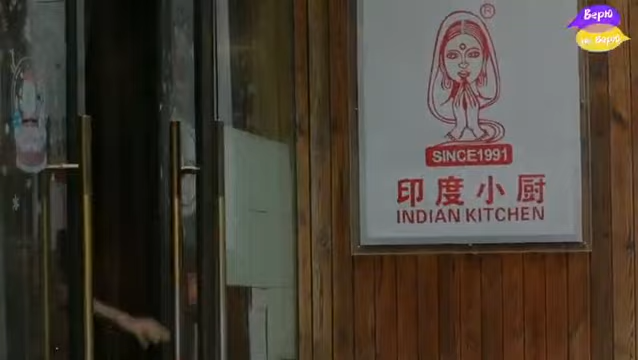 Верю
не верю
®
SINCE1991
印度小厨
INDIAN KITCHEN